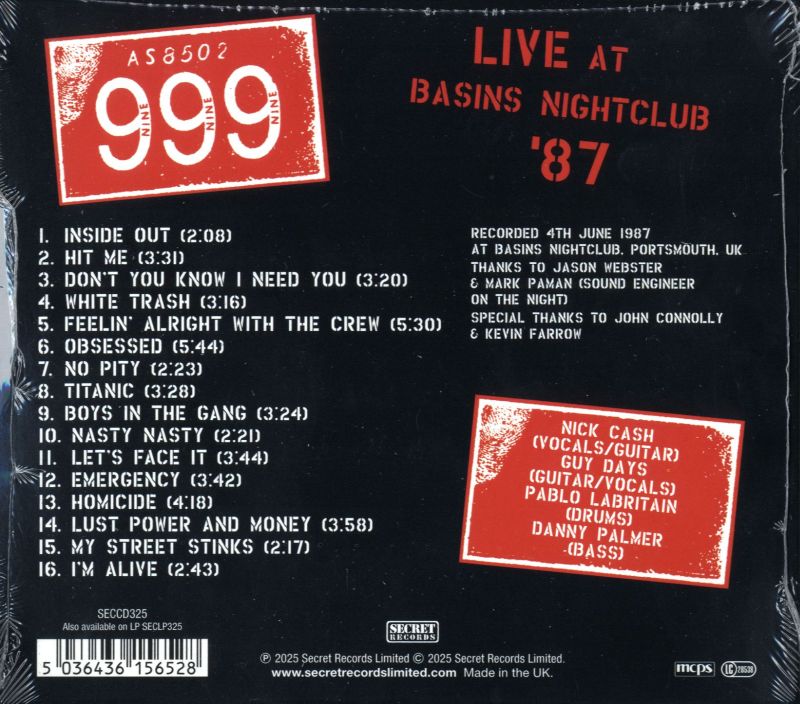 AS8502
999
NINE NINE NINE
LIVE AT
BASINS NIGHTCLUB
'87
1. INSIDE OUT (2:08)
2. HIT ME (3:31)
3. DON'T YOU KNOW I NEED YOU (3:20)
4. WHITE TRASH (3:16)
5. FEELIN' ALRIGHT WITH THE CREW (5:30)
6. OBSESSED (5:44)
7. NO PITY (2:23)
8. TITANIC (3:28)
9. BOYS IN THE GANG (3:24)
10. NASTY NASTY (2:21)
11. LET'S FACE IT (3:44)
12. EMERGENCY (3:42)
13. HOMICIDE (4:18)
14. LUST POWER AND MONEY (3:58)
15. MY STREET STINKS (2:17)
16. I'M ALIVE (2:43)
RECORDED 4TH JUNE 1987
AT BASINS NIGHTCLUB, PORTSMOUTH, UK
THANKS TO JASON WEBSTER
& MARK PAMAN (SOUND ENGINEER
ON THE NIGHT)
SPECIAL THANKS TO JOHN CONNOLLY
& KEVIN FARROW
NICK CASH
(VOCALS/GUITAR)
GUY DAYS
(GUITAR/VOCALS)
PABLO LABRITAIN
(DRUMS)
DANNY PALMER
(BASS)
SECCD325
Also available on LP SECLP325
5 036436 156528
SECRET
RECORDS
℗ 2025 Secret Records Limited © 2025 Secret Records Limited.
www.secretrecordslimited.com Made in the UK.
mcps
LC 28538